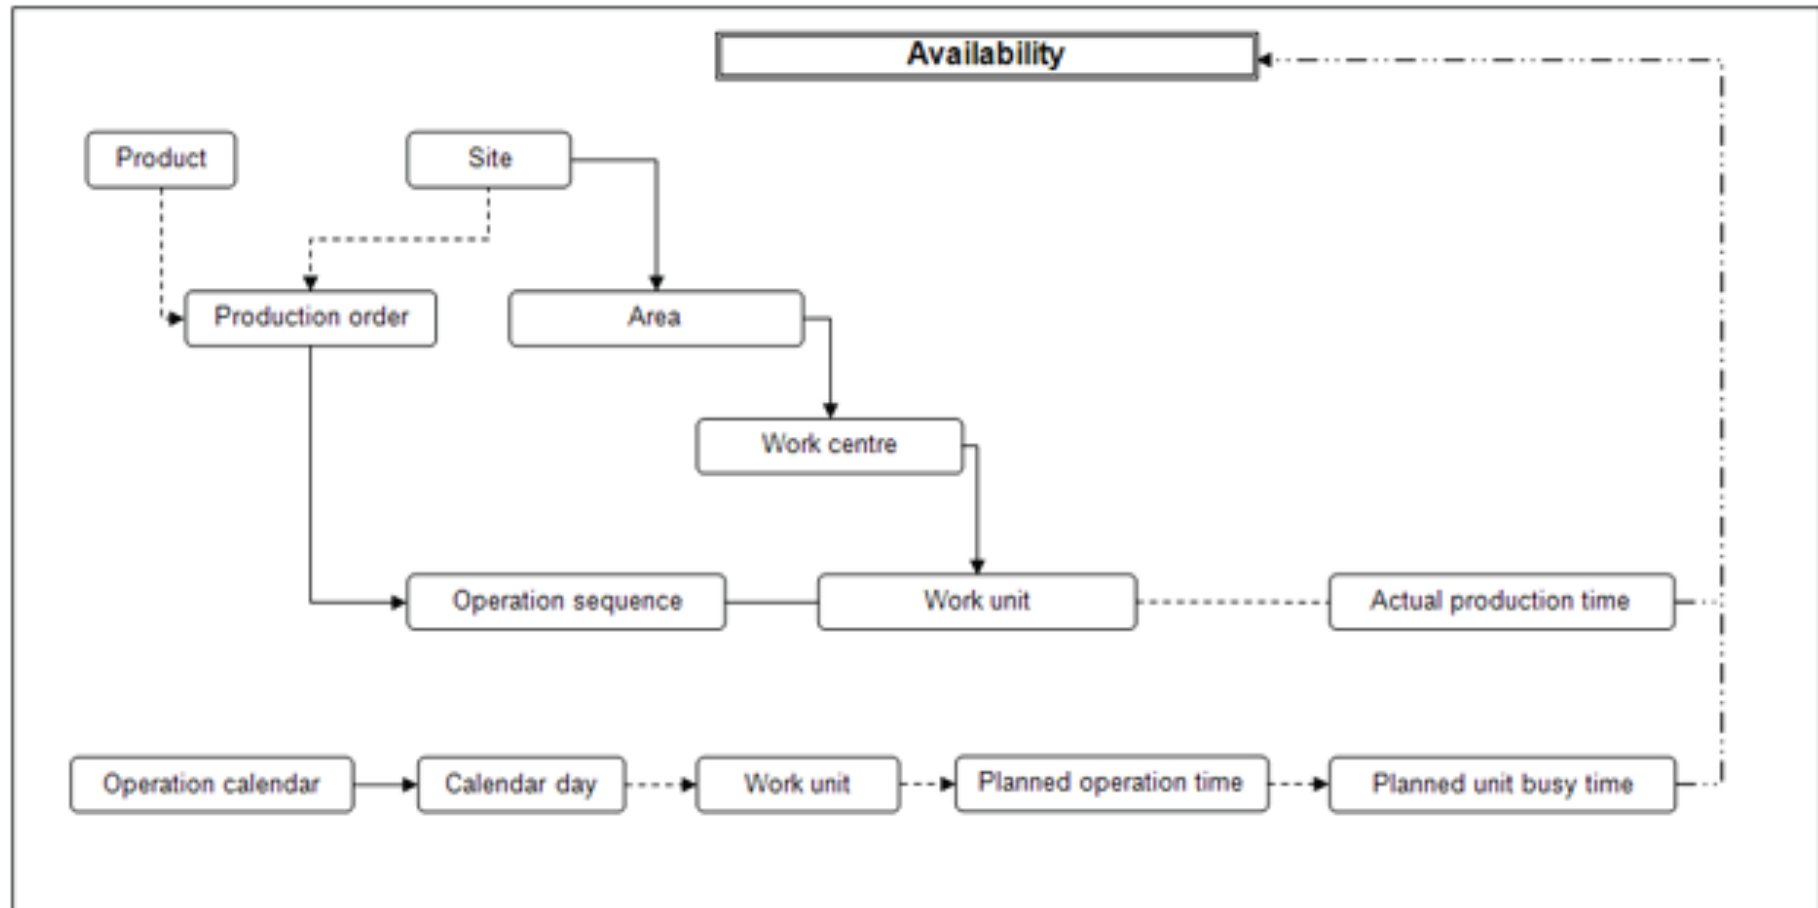 Availability
Product
Site
Production order
Area
Work centre
Operation sequence
Work unit
Actual production time
Operation calendar
Calendar day
Work unit
Planned operation time
Planned unit busy time